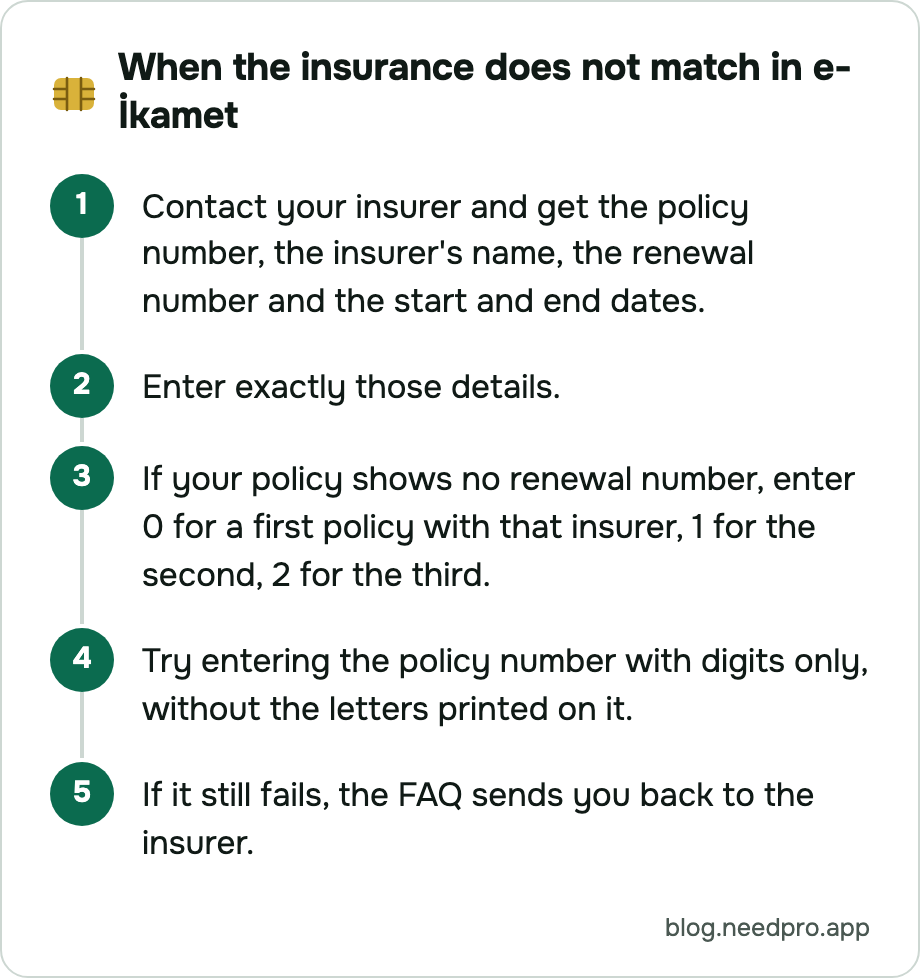 When the insurance does not match in e-
İkamet
1
Contact your insurer and get the policy
number, the insurer's name, the renewal
number and the start and end dates.
2
Enter exactly those details.
3
If your policy shows no renewal number, enter
0 for a first policy with that insurer, 1 for the
second, 2 for the third.
4
Try entering the policy number with digits only,
without the letters printed on it.
5
If it still fails, the FAQ sends you back to the
insurer.
blog.needpro.app